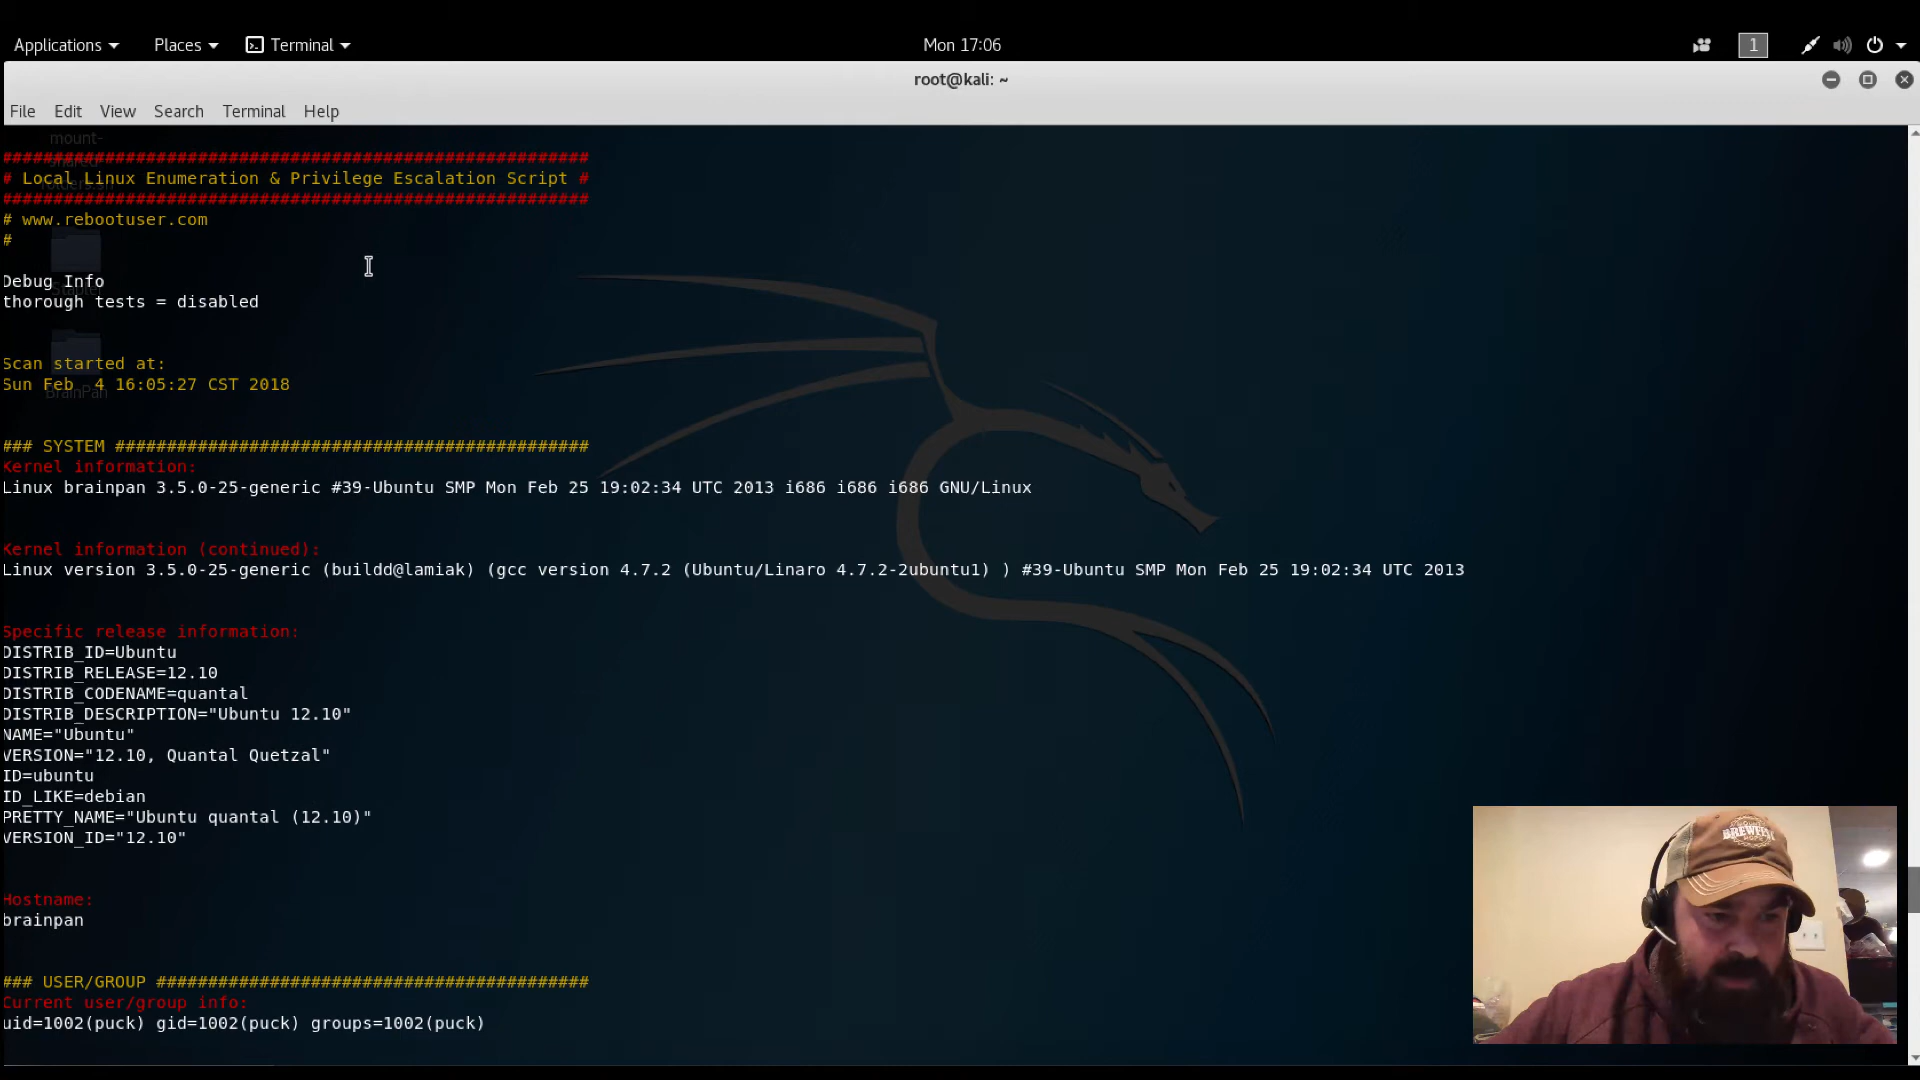 Applications Places Terminal Mon 17:06 1
root@kali: ~
File Edit View Search Terminal Help
mount-
#########################################################
# Local Linux Enumeration & Privilege Escalation Script #
#########################################################
# www.rebootuser.com
#
Debug Info
thorough tests = disabled
Scan started at:
Sun Feb  4 16:05:27 CST 2018
BrainPan
### SYSTEM ##############################################
Kernel information:
Linux brainpan 3.5.0-25-generic #39-Ubuntu SMP Mon Feb 25 19:02:34 UTC 2013 i686 i686 i686 GNU/Linux
Kernel information (continued):
Linux version 3.5.0-25-generic (buildd@lamiak) (gcc version 4.7.2 (Ubuntu/Linaro 4.7.2-2ubuntu1) ) #39-Ubuntu SMP Mon Feb 25 19:02:34 UTC 2013
Specific release information:
DISTRIB_ID=Ubuntu
DISTRIB_RELEASE=12.10
DISTRIB_CODENAME=quantal
DISTRIB_DESCRIPTION="Ubuntu 12.10"
NAME="Ubuntu"
VERSION="12.10, Quantal Quetzal"
ID=ubuntu
ID_LIKE=debian
PRETTY_NAME="Ubuntu quantal (12.10)"
VERSION_ID="12.10"
Hostname:
brainpan
### USER/GROUP ##########################################
Current user/group info:
uid=1002(puck) gid=1002(puck) groups=1002(puck)